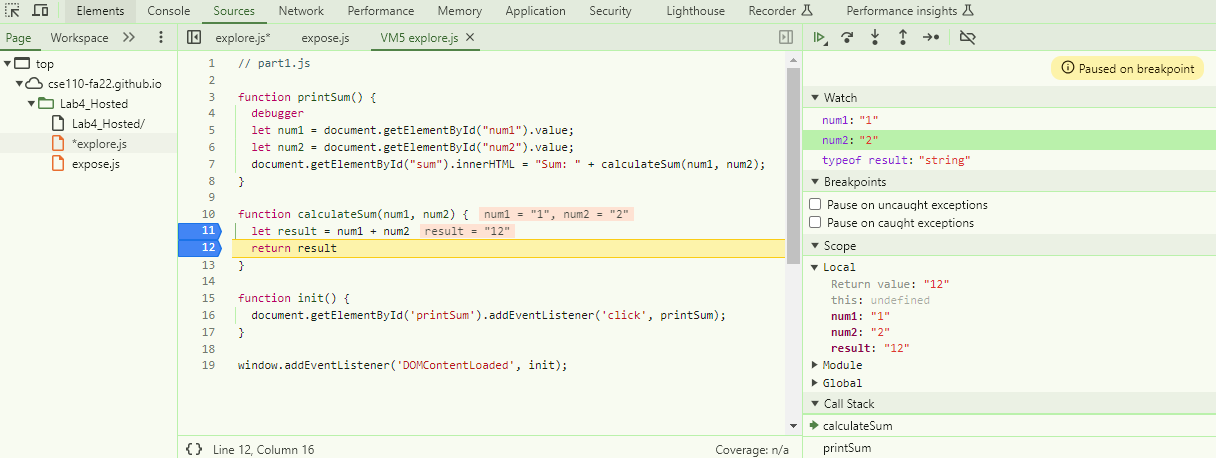 Elements Console Sources Network Performance Memory Application Security Lighthouse Recorder Performance insights
Page Workspace
top
cse110-fa22.github.io
Lab4_Hosted
Lab4_Hosted/
*explore.js
expose.js
explore.js* expose.js VM5 explore.js
1 // part1.js
2
3 function printSum() {
4 debugger
5 let num1 = document.getElementById("num1").value;
6 let num2 = document.getElementById("num2").value;
7 document.getElementById("sum").innerHTML = "Sum: " + calculateSum(num1, num2);
8 }
9
10 function calculateSum(num1, num2) { num1 = "1", num2 = "2"
11 let result = num1 + num2 result = "12"
12 return result
13 }
14
15 function init() {
16 document.getElementById('printSum').addEventListener('click', printSum);
17 }
18
19 window.addEventListener('DOMContentLoaded', init);
{} Line 12, Column 16 Coverage: n/a
Paused on breakpoint
Watch
num1: "1"
num2: "2"
typeof result: "string"
Breakpoints
Pause on uncaught exceptions
Pause on caught exceptions
Scope
Local
Return value: "12"
this: undefined
num1: "1"
num2: "2"
result: "12"
Module
Global
Call Stack
calculateSum
printSum